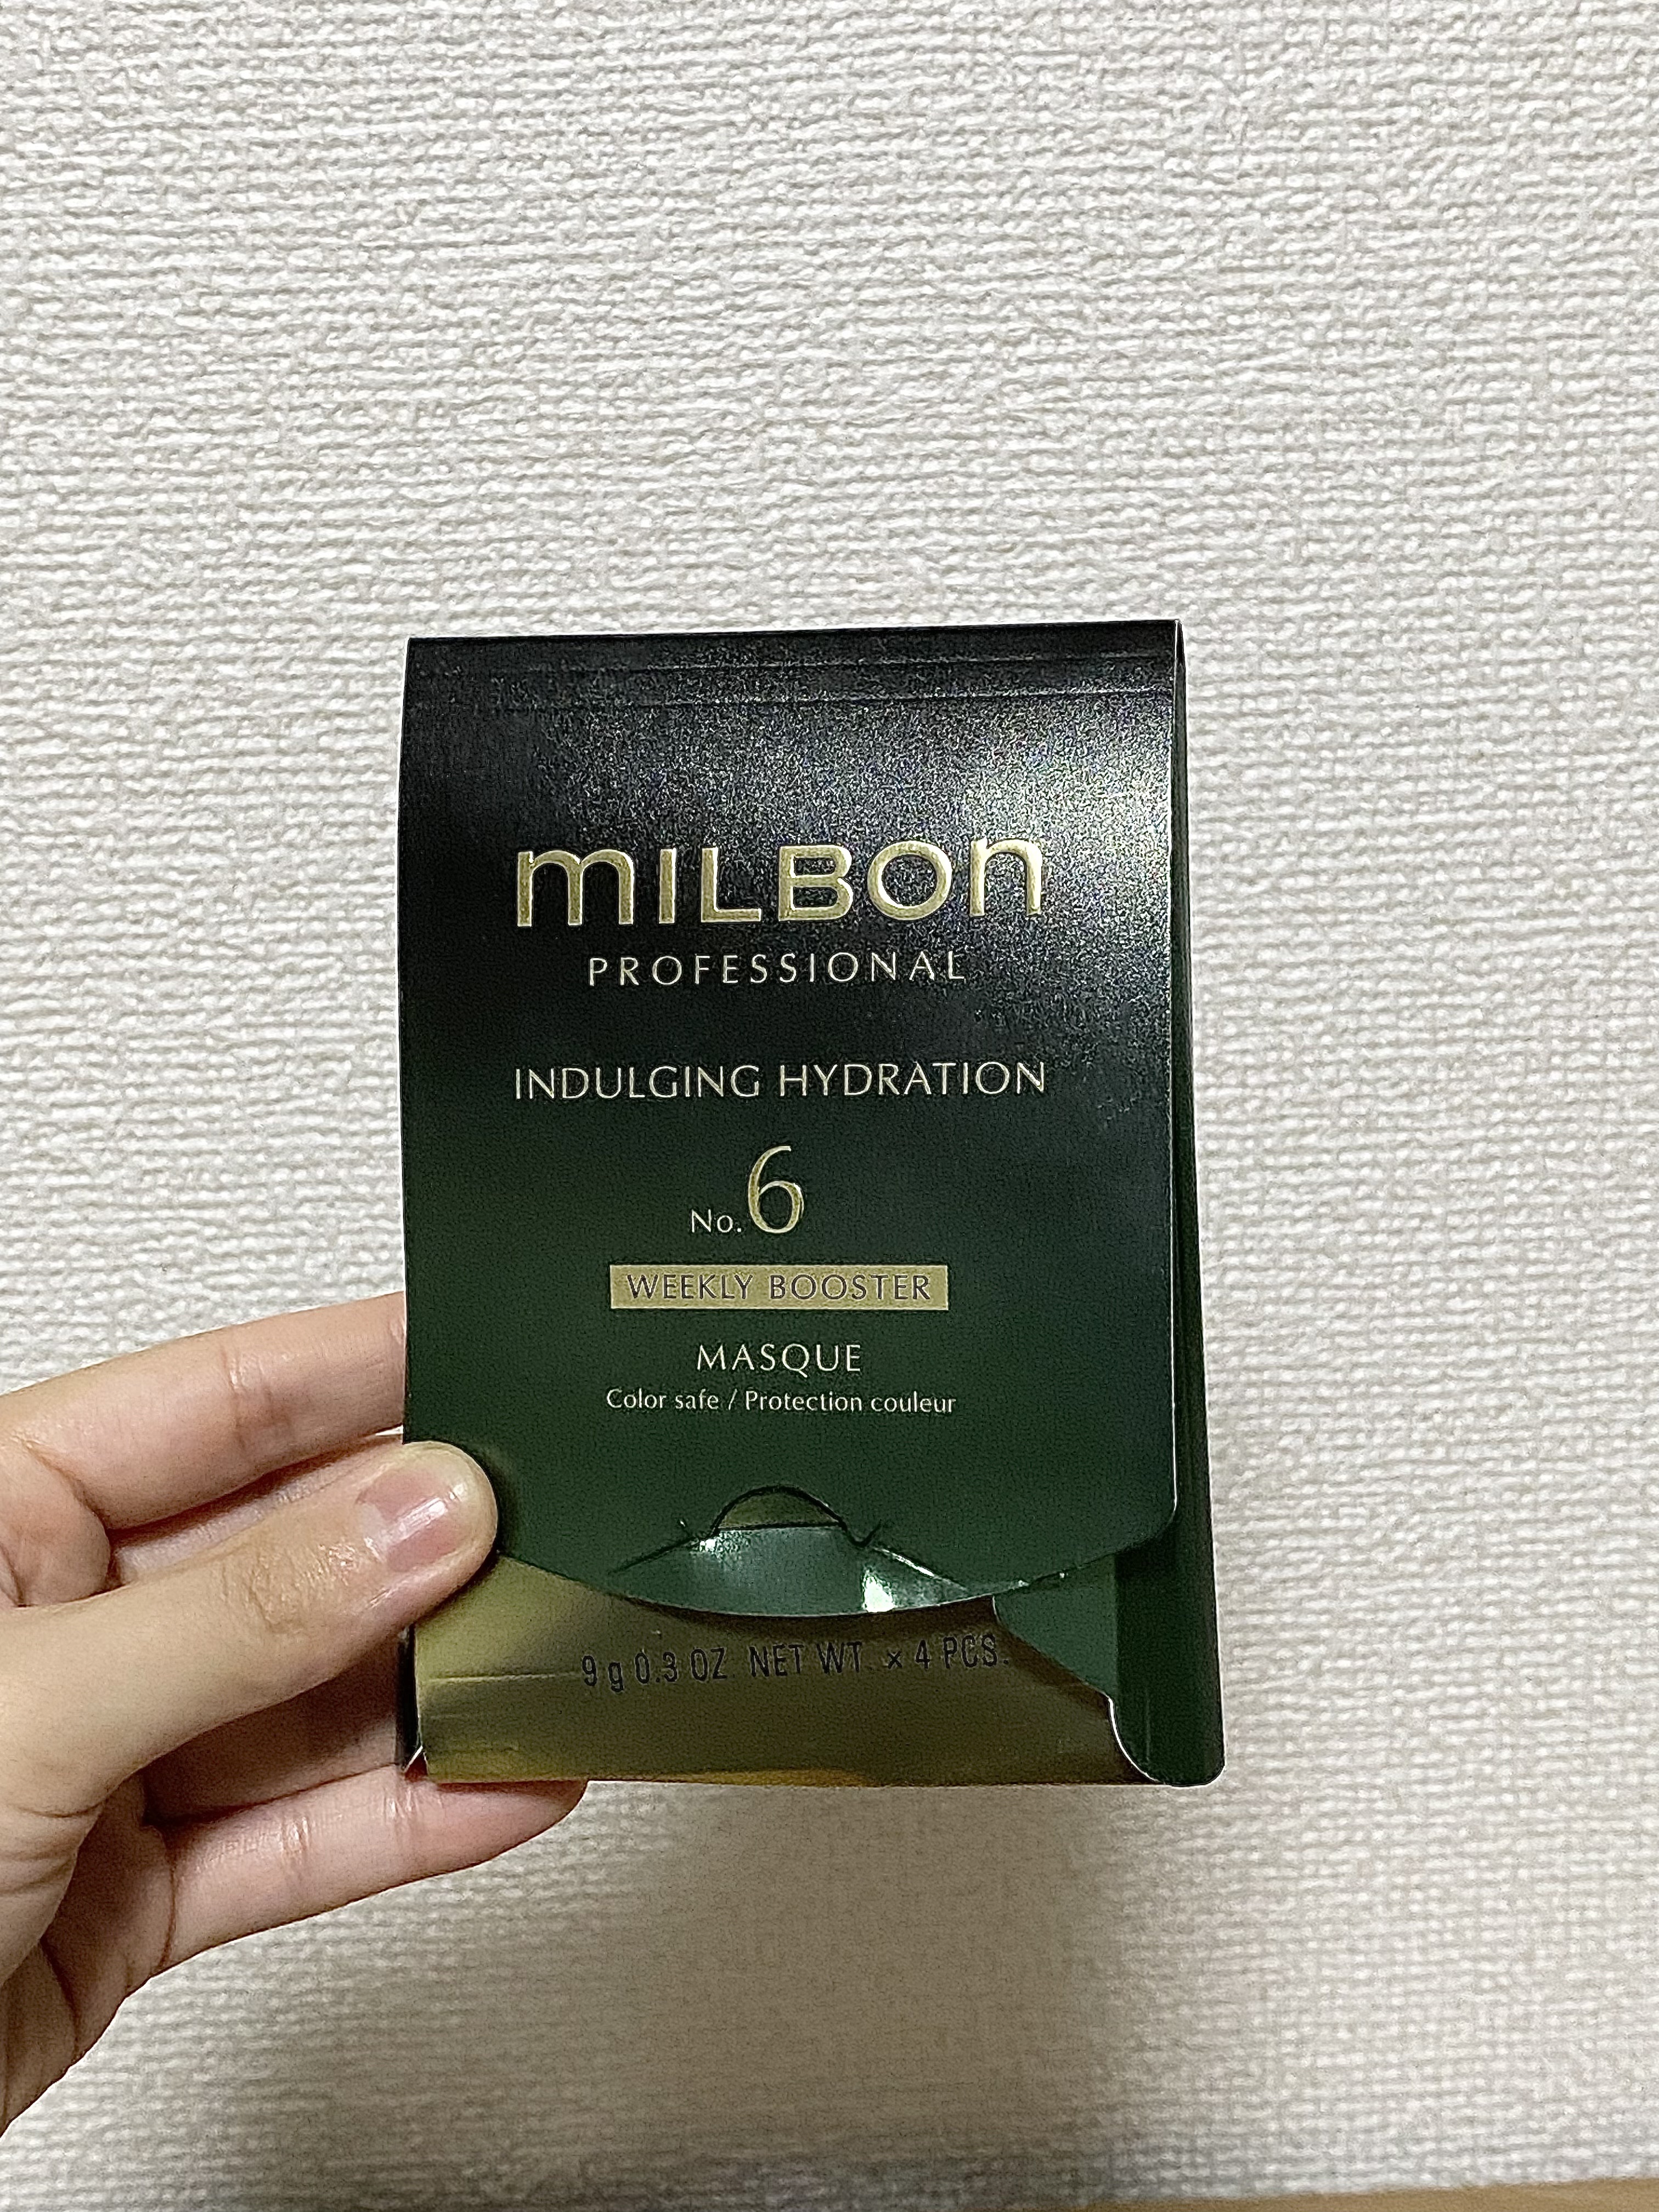 mILBOn
PROFESSIONAL
INDULGING HYDRATION
No.6
WEEKLY BOOSTER
MASQUE
Color safe / Protection couleur
9 g 0.3 OZ. NET WT. × 4 PCS.